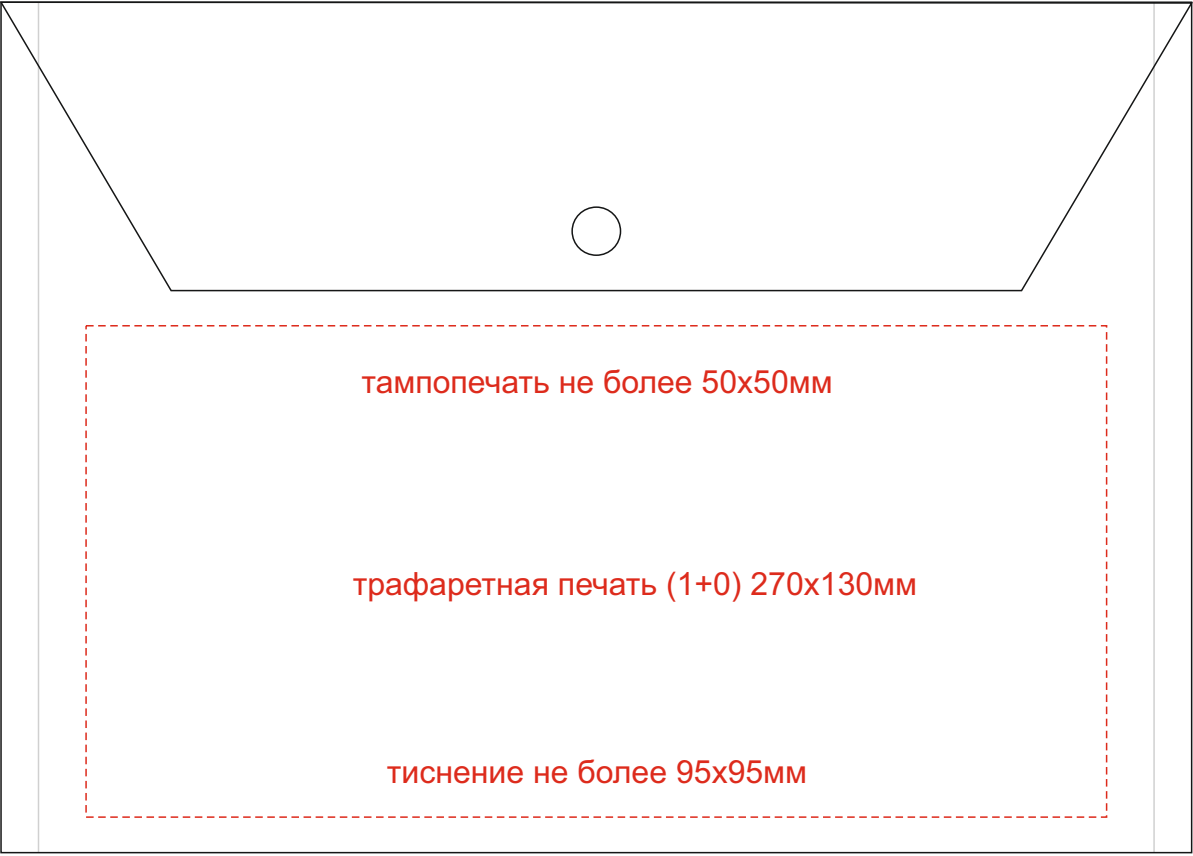 тампопечать не более 50х50мм
трафаретная печать (1+0) 270х130мм
тиснение не более 95х95мм